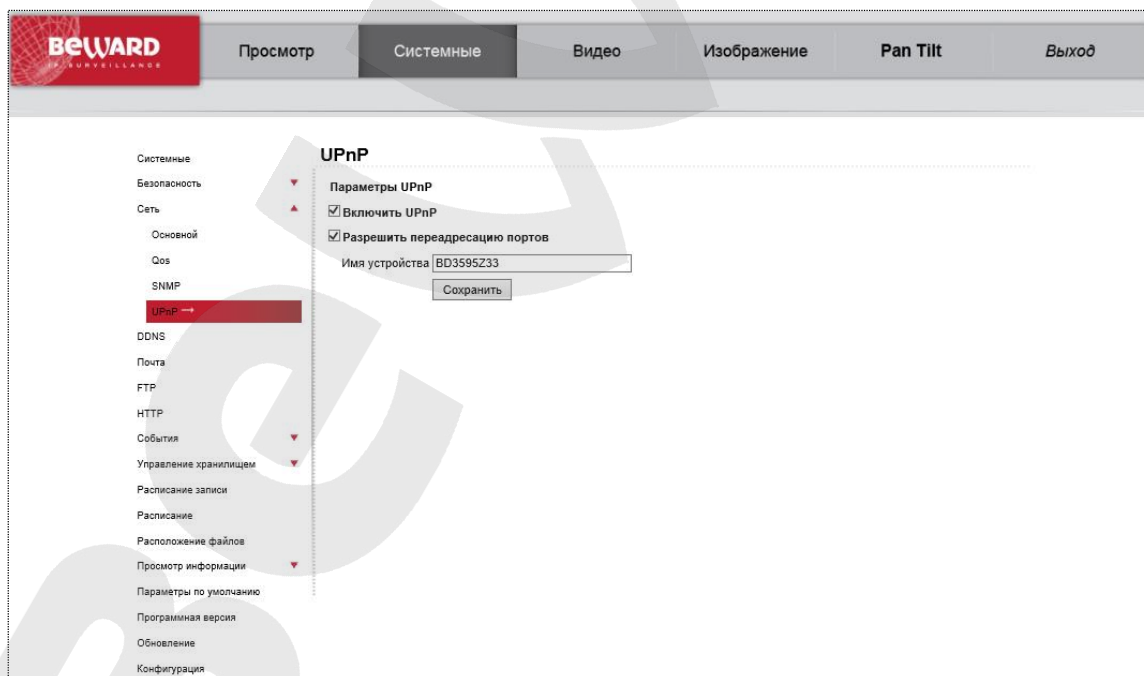 BEWARD
IP SURVEILLANCE
Просмотр
Системные
Видео
Изображение
Pan Tilt
Выход
Системные
Безопасность
Сеть
Основной
Qos
SNMP
UPnP →
DDNS
Почта
FTP
HTTP
События
Управление хранилищем
Расписание записи
Расписание
Расположение файлов
Просмотр информации
Параметры по умолчанию
Программная версия
Обновление
Конфигурация
UPnP
Параметры UPnP
Включить UPnP
Разрешить переадресацию портов
Имя устройства BD3595Z33
Сохранить